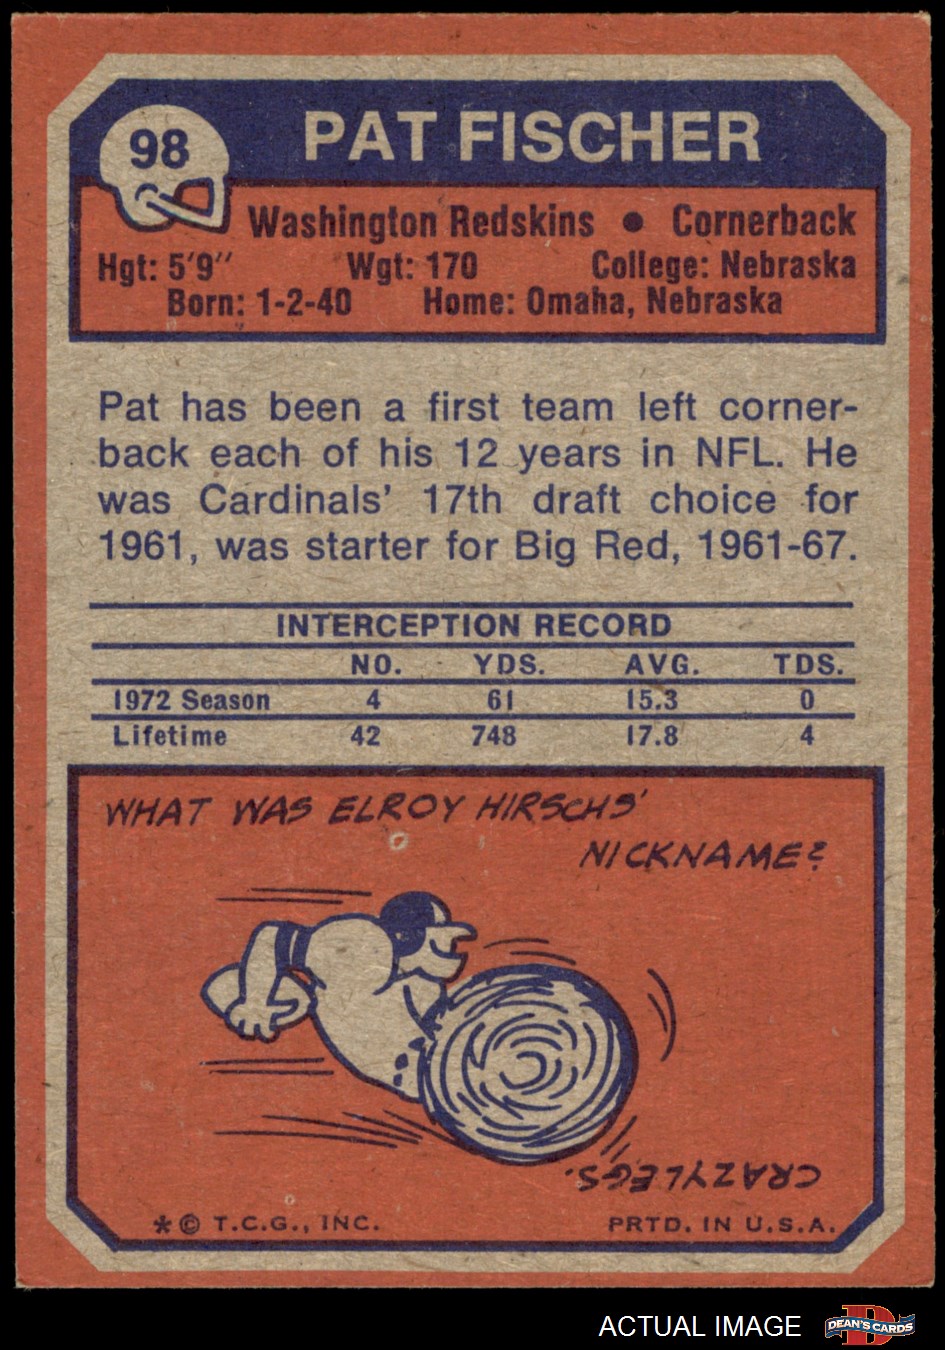 98
PAT FISCHER
Washington Redskins • Cornerback
Hgt: 5'9" Wgt: 170 College: Nebraska
Born: 1-2-40 Home: Omaha, Nebraska
Pat has been a first team left corner-
back each of his 12 years in NFL. He
was Cardinals' 17th draft choice for
1961, was starter for Big Red, 1961-67.
INTERCEPTION RECORD
NO. YDS. AVG. TDS.
1972 Season 4 61 15.3 0
Lifetime 42 748 17.8 4
WHAT WAS ELROY HIRSCHS'
NICKNAME?
CRAZYLEGS.
* © T.C.G., INC. PRTD. IN U.S.A.
ACTUAL IMAGE DEAN'S CARDS